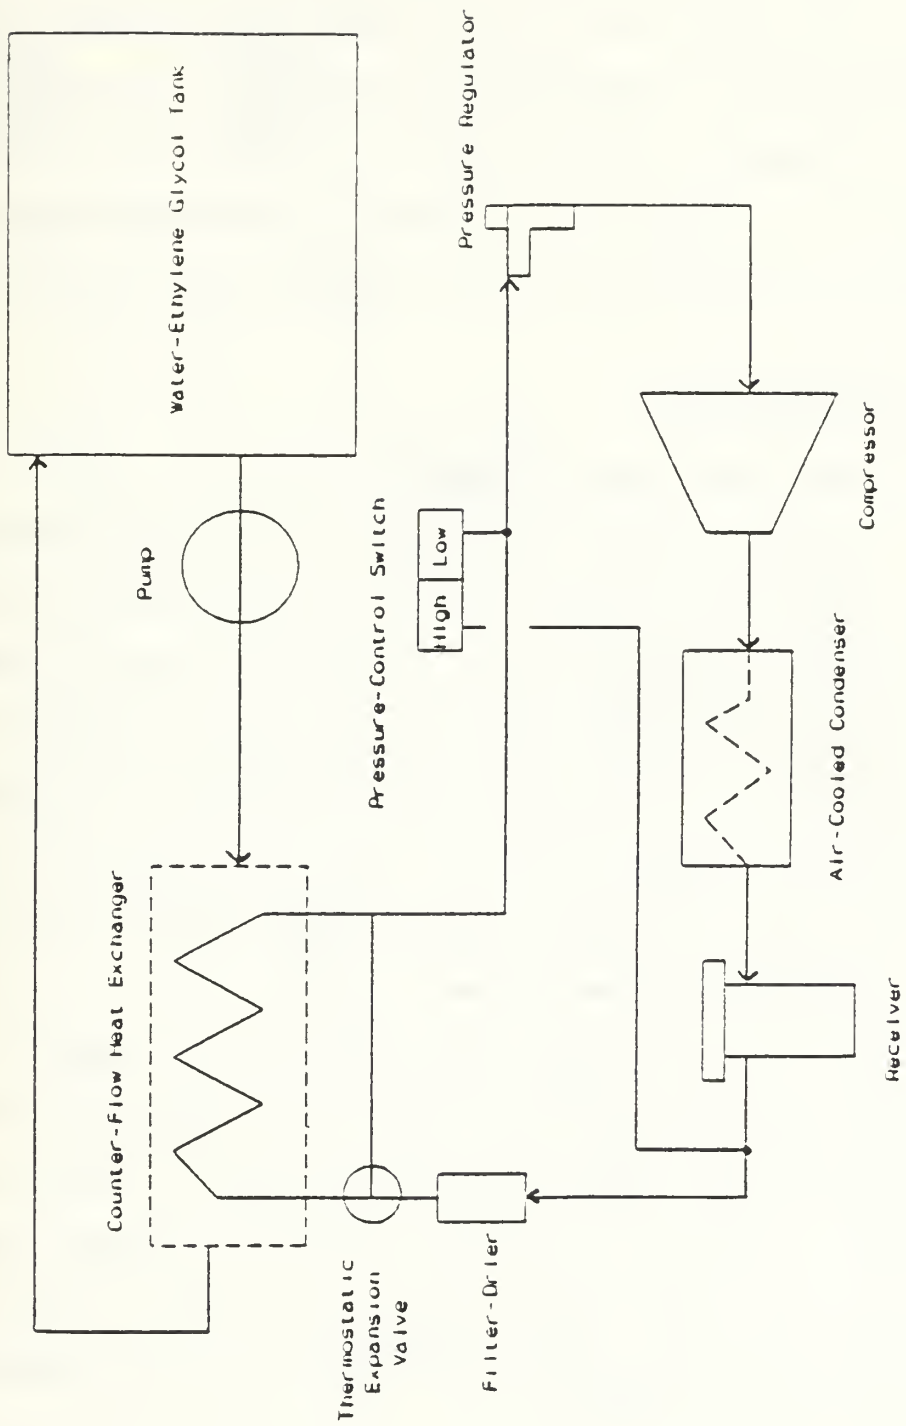 Water-Ethylene Glycol Tank
Pump
Counter-Flow Heat Exchanger
Pressure Regulator
Pressure-Control Switch
High
Low
Thermostatic
Expansion
Valve
Filter-Drier
Compressor
Air-Cooled Condenser
Receiver